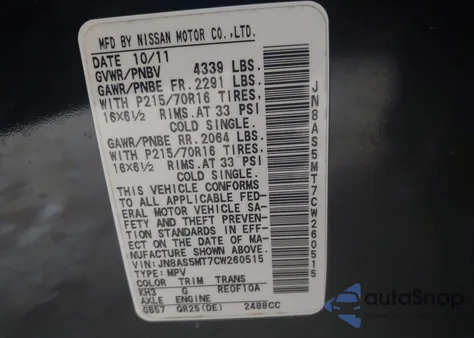 MFD BY NISSAN MOTOR CO.,LTD.
DATE 10/11
GVWR/PNBV 4339 LBS.
GAWR/PNBE FR.2291 LBS.
WITH P215/70R16 TIRES,
16X6½ RIMS.AT 33 PSI
COLD SINGLE.
GAWR/PNBE RR.2064 LBS.
WITH P215/70R16 TIRES,
16X6½ RIMS.AT 33 PSI
COLD SINGLE.
THIS VEHICLE CONFORMS
TO ALL APPLICABLE FED-
ERAL MOTOR VEHICLE SA-
FETY AND THEFT PREVEN-
TION STANDARDS IN EFF-
ECT ON THE DATE OF MA-
NUFACTURE SHOWN ABOVE.
VIN:JN8AS5MT7CW260515
TYPE: MPV
COLOR TRIM TRANS
KH3 G RE0F10A
AXLE ENGINE
GS57 QR25(DE) 2488CC
JN8AS5MT7CW260515
autoSnap